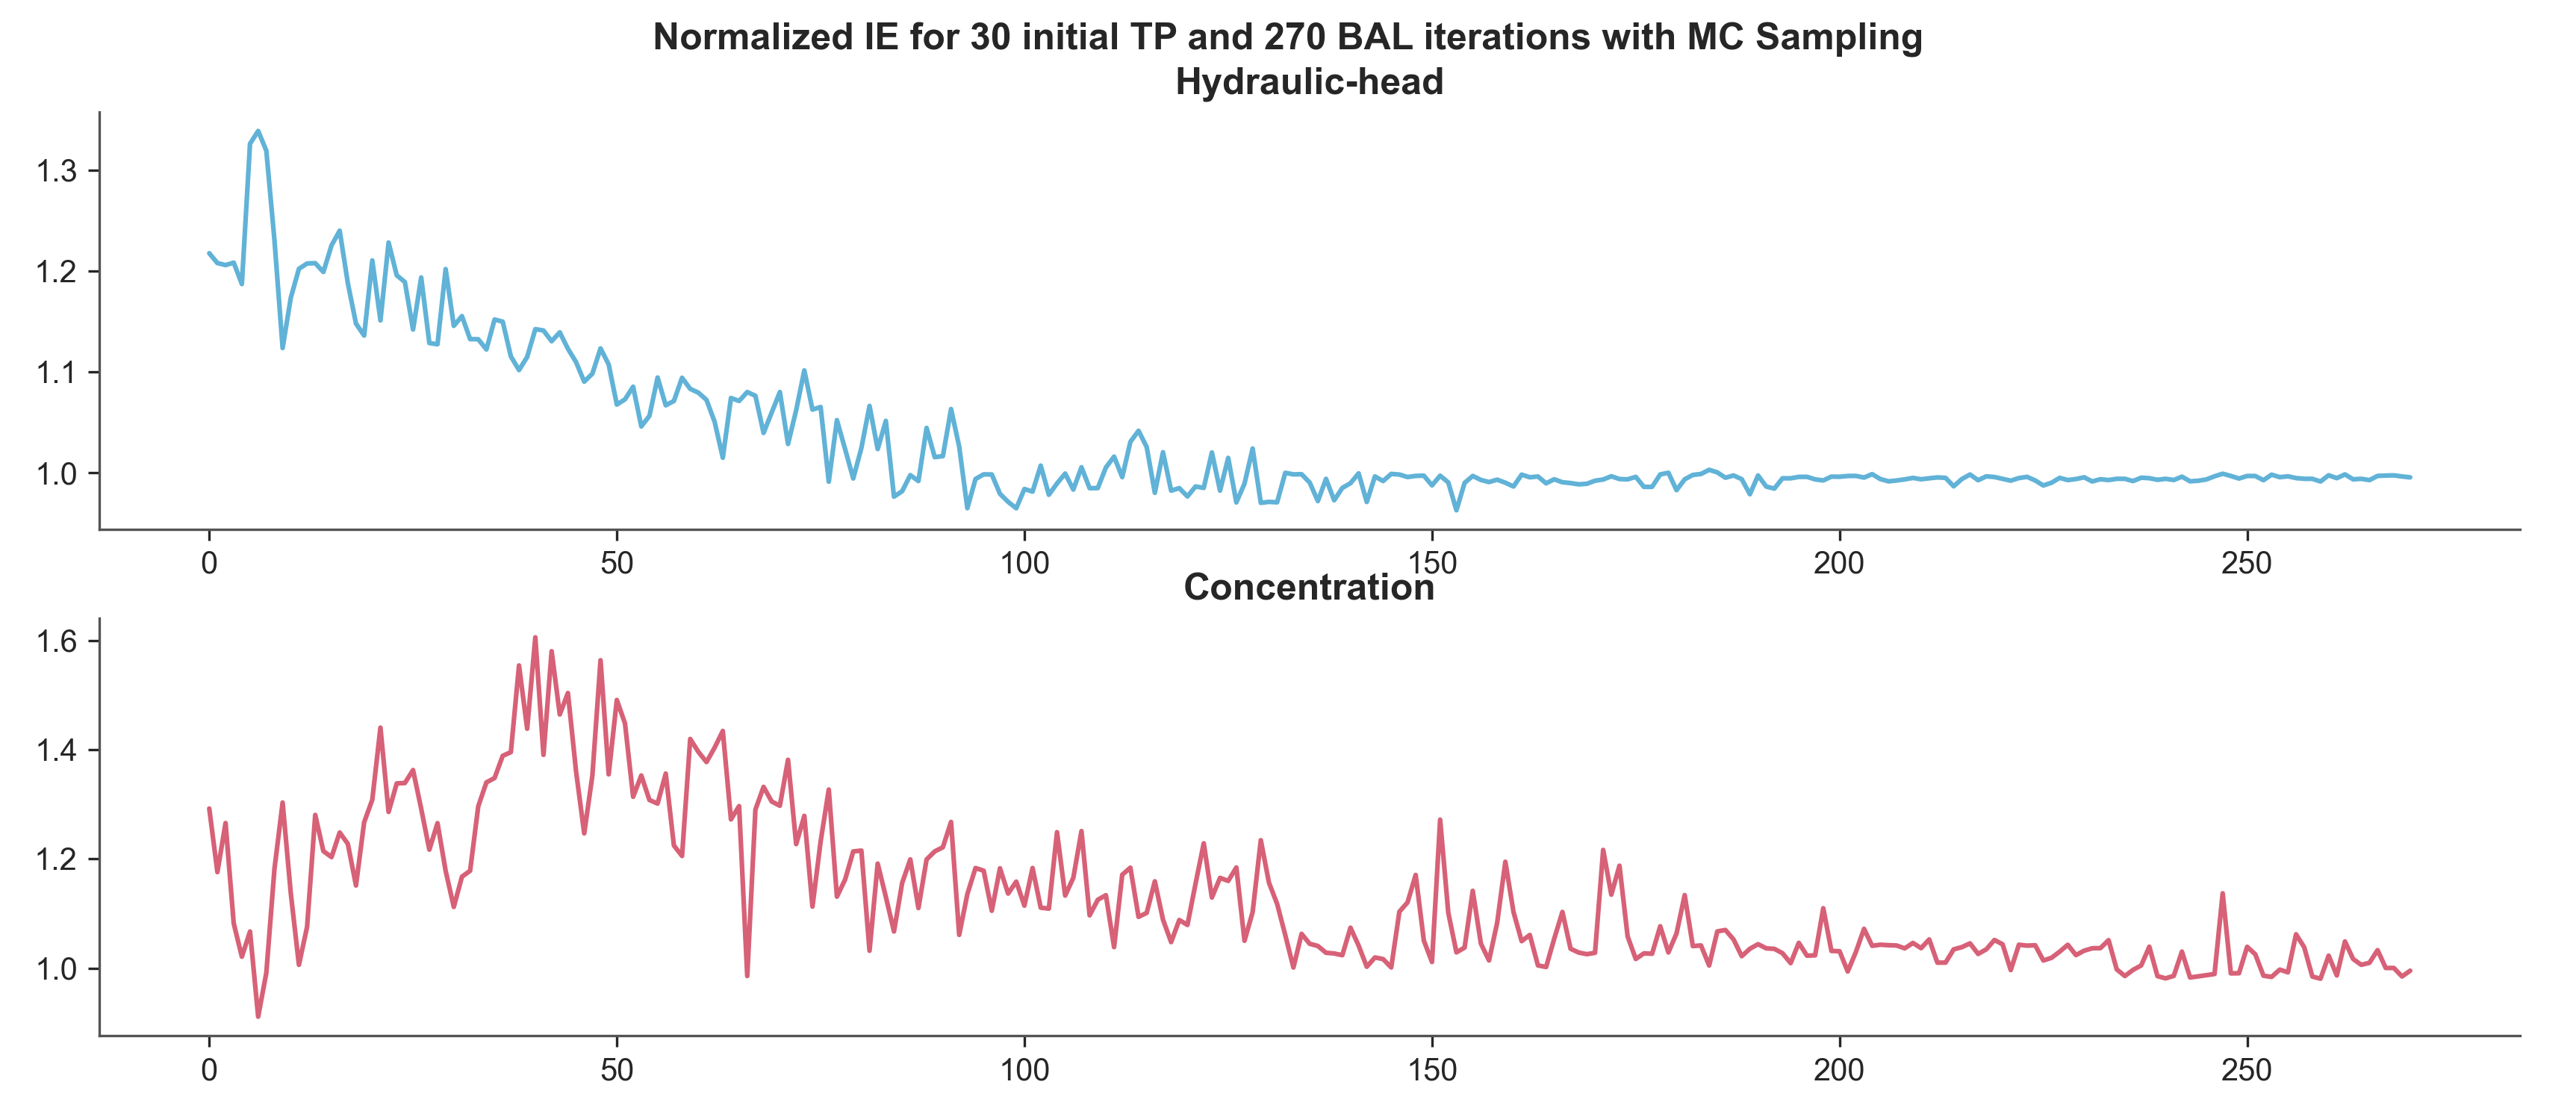 Normalized IE for 30 initial TP and 270 BAL iterations with MC Sampling
Hydraulic-head
1.3
1.2
1.1
1.0
0 50 100 150 200 250
Concentration
1.6
1.4
1.2
1.0
0 50 100 150 200 250